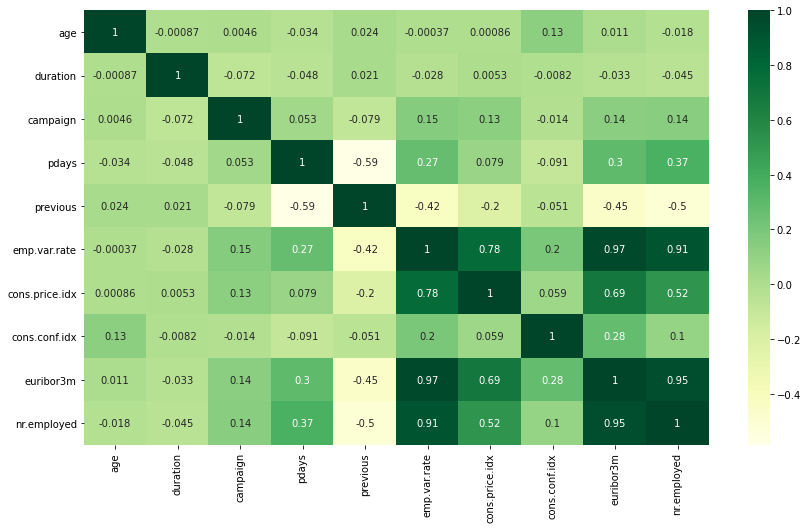 age 1 -0.00087 0.0046 -0.034 0.024 -0.00037 0.00086 0.13 0.011 -0.018
duration -0.00087 1 -0.072 -0.048 0.021 -0.028 0.0053 -0.0082 -0.033 -0.045
campaign 0.0046 -0.072 1 0.053 -0.079 0.15 0.13 -0.014 0.14 0.14
pdays -0.034 -0.048 0.053 1 -0.59 0.27 0.079 -0.091 0.3 0.37
previous 0.024 0.021 -0.079 -0.59 1 -0.42 -0.2 -0.051 -0.45 -0.5
emp.var.rate -0.00037 -0.028 0.15 0.27 -0.42 1 0.78 0.2 0.97 0.91
cons.price.idx 0.00086 0.0053 0.13 0.079 -0.2 0.78 1 0.059 0.69 0.52
cons.conf.idx 0.13 -0.0082 -0.014 -0.091 -0.051 0.2 0.059 1 0.28 0.1
euribor3m 0.011 -0.033 0.14 0.3 -0.45 0.97 0.69 0.28 1 0.95
nr.employed -0.018 -0.045 0.14 0.37 -0.5 0.91 0.52 0.1 0.95 1
age duration campaign pdays previous emp.var.rate cons.price.idx cons.conf.idx euribor3m nr.employed
1.0
0.8
0.6
0.4
0.2
0.0
−0.2
−0.4